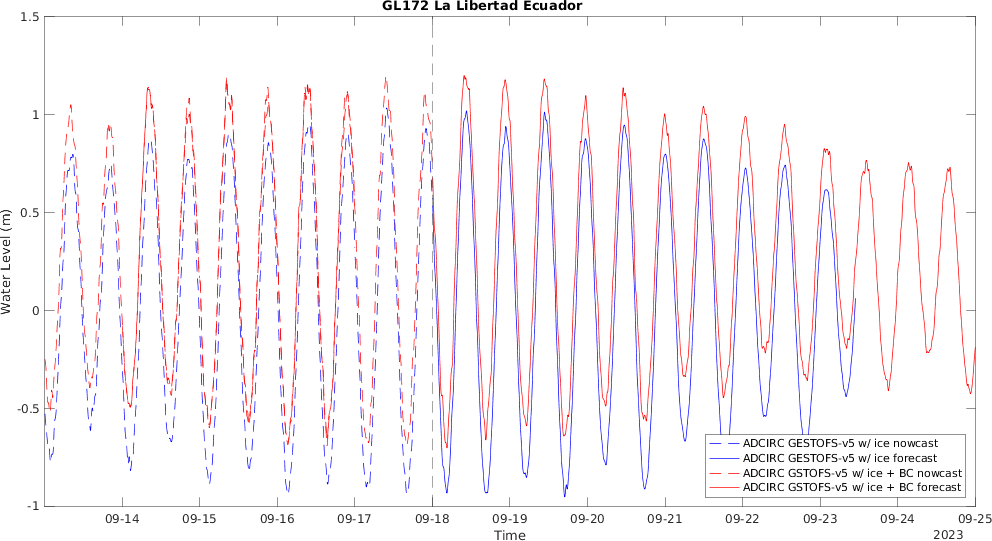 GL172 La Libertad Ecuador
Water Level (m)
1.5
1
0.5
0
-0.5
-1
ADCIRC GESTOFS-v5 w/ ice nowcast
ADCIRC GESTOFS-v5 w/ ice forecast
ADCIRC GSTOFS-v5 w/ ice + BC nowcast
ADCIRC GSTOFS-v5 w/ ice + BC forecast
09-14 09-15 09-16 09-17 09-18 09-19 09-20 09-21 09-22 09-23 09-24 09-25
Time
2023